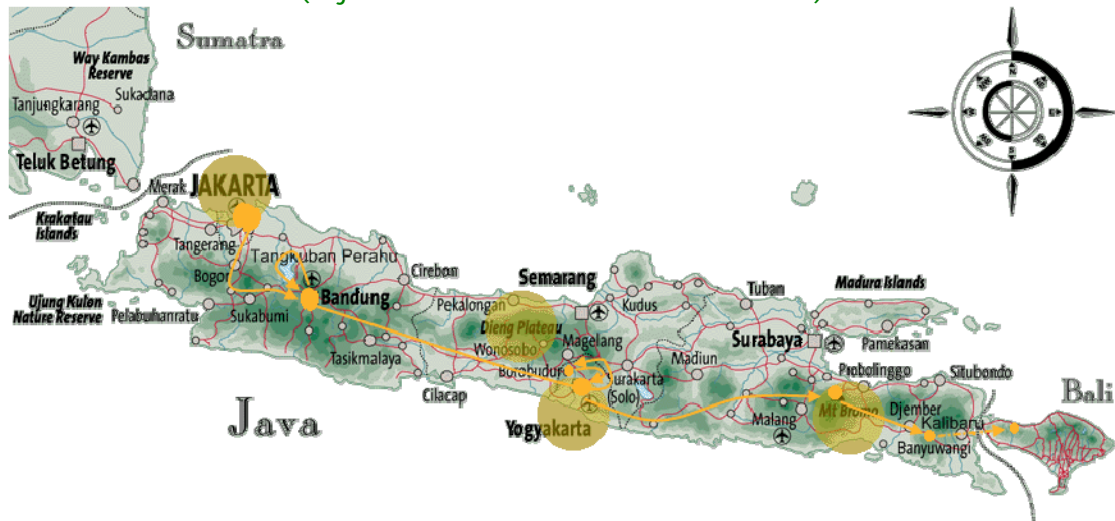 Sumatra
Way Kambas
Reserve
Sukadana
Tanjungkarang
Teluk Betung
Merak
JAKARTA
Krakatau
Islands
Tangerang
Tangkuban Perahu
Bogor
Cirebon
Bandung
Ujung Kulon
Nature Reserve
Pelabuhanratu
Sukabumi
Tasikmalaya
Cilacap
Java
Semarang
Pekalongan
Kudus
Dieng Plateau
Wonosobo
Magelang
Borobudur
Surakarta
(Solo)
Yogyakarta
Madiun
Tuban
Madura Islands
Surabaya
Pamekasan
Probolinggo
Situbondo
Mt Bromo
Malang
Djember
Kalibaru
Banyuwangi
Bali